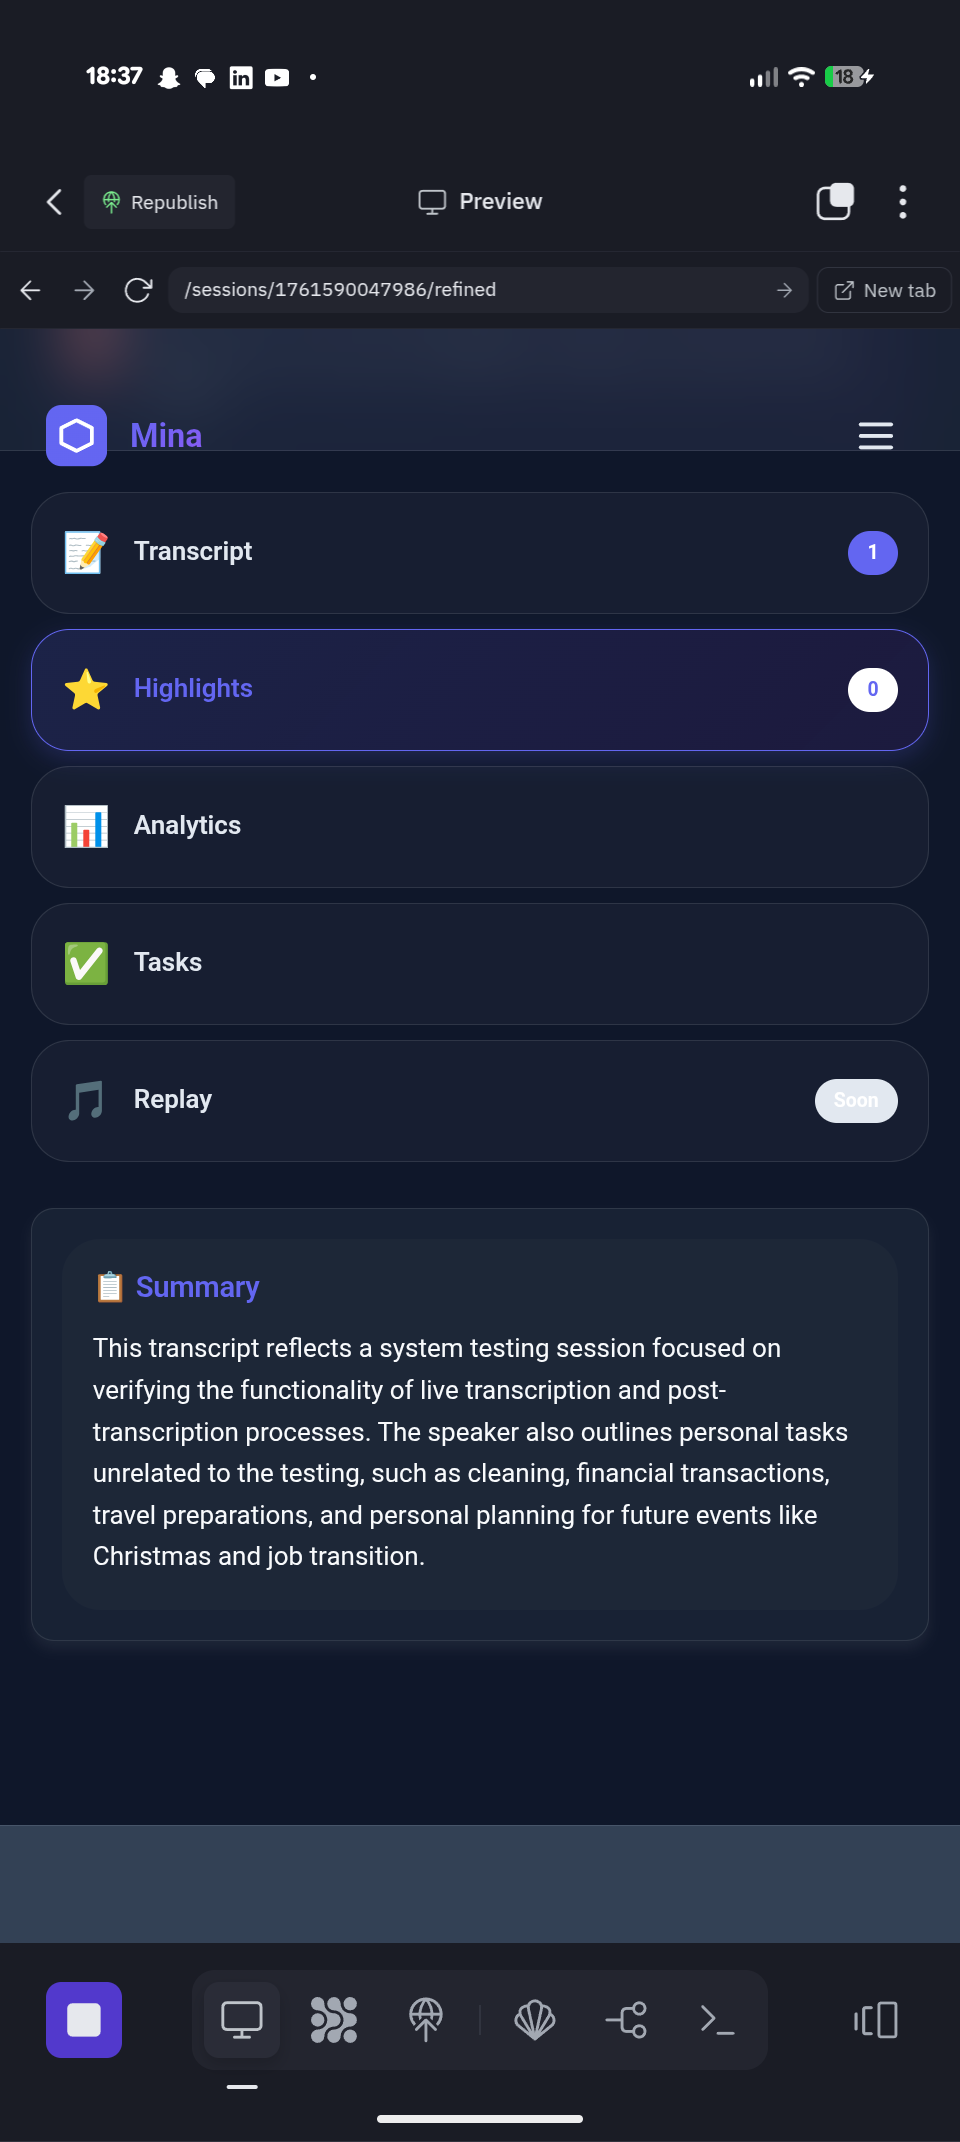 18:37
18
Republish
Preview
/sessions/1761590047986/refined
New tab
Mina
Transcript
1
Highlights
0
Analytics
Tasks
Replay
Soon
Summary
This transcript reflects a system testing session focused on
verifying the functionality of live transcription and post-
transcription processes. The speaker also outlines personal tasks
unrelated to the testing, such as cleaning, financial transactions,
travel preparations, and personal planning for future events like
Christmas and job transition.